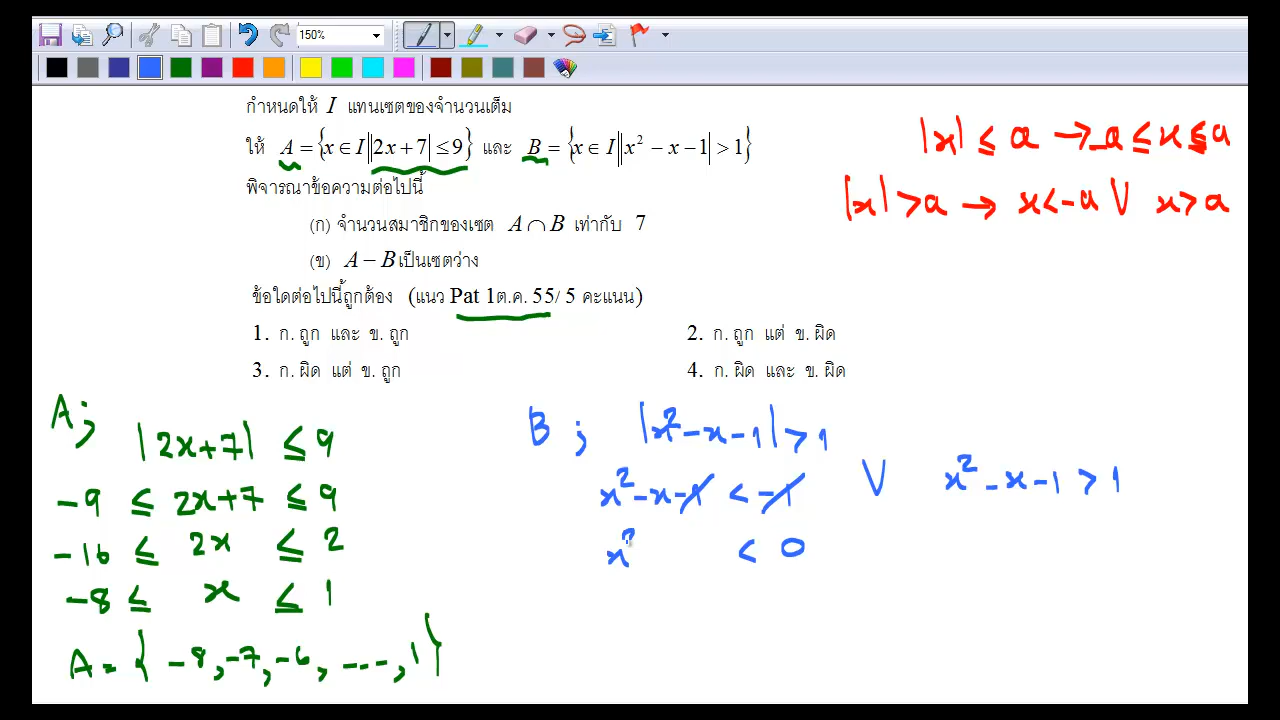 150%
กำหนดให้ I แทนเซตของจำนวนเต็ม
ให้ A = {x ∈ I | |2x + 7| ≤ 9} และ B = {x ∈ I | |x² − x − 1| > 1}
พิจารณาข้อความต่อไปนี้
(ก) จำนวนสมาชิกของเซต A ∩ B เท่ากับ 7
(ข) A − B เป็นเซตว่าง
ข้อใดต่อไปนี้ถูกต้อง (แนว Pat 1ต.ค. 55/ 5 คะแนน)
1. ก. ถูก และ ข. ถูก
2. ก. ถูก แต่ ข. ผิด
3. ก. ผิด แต่ ข. ถูก
4. ก. ผิด และ ข. ผิด
|x| ≤ a → -a ≤ x ≤ a
|x| > a → x < -a V x > a
A ;
|2x+7| ≤ 9
-9 ≤ 2x+7 ≤ 9
-16 ≤ 2x ≤ 2
-8 ≤ x ≤ 1
A = { -8, -7, -6, ---, 1 }
B ; |x² - x - 1| > 1
x² - x - 1 < -1 V x² - x - 1 > 1
x² < 0